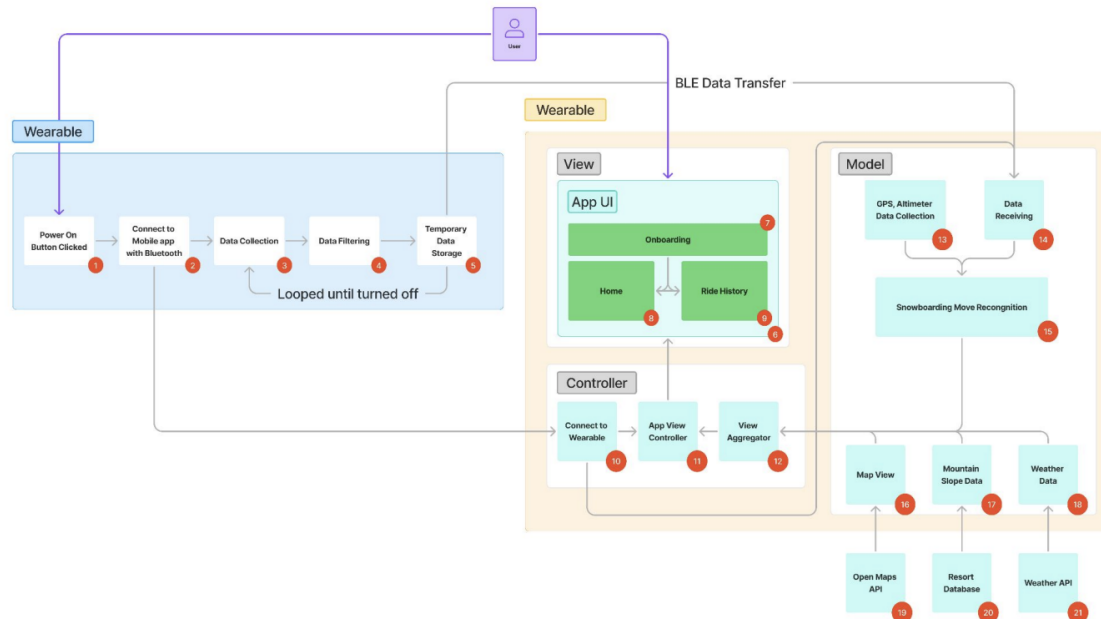 User
BLE Data Transfer
Wearable
Wearable
View
Model
App UI
Power On
Button Clicked
1
Connect to
Mobile app
with Bluetooth
2
Data Collection
3
Data Filtering
4
Temporary
Data
Storage
5
Looped until turned off
7
Onboarding
Home
8
Ride History
9
6
GPS, Altimeter
Data Collection
13
Data
Receiving
14
Snowboarding Move Recongnition
15
Controller
Connect to
Wearable
10
App View
Controller
11
View
Aggregator
12
Map View
16
Mountain
Slope Data
17
Weather
Data
18
Open Maps
API
19
Resort
Database
20
Weather API
21